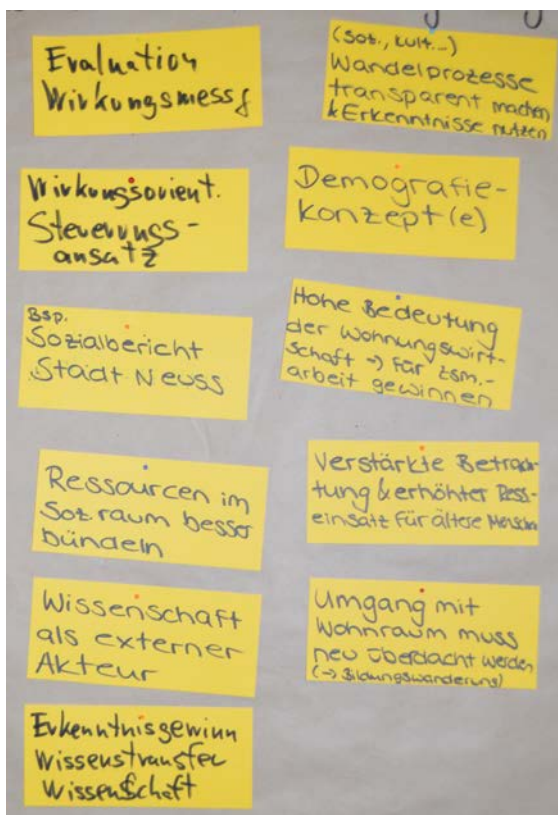 Evaluation
Wirkungsmessg
Wirkungsorient.
Steuerungs-
ansatz
Bsp.
Sozialbericht
Stadt Neuss
Ressourcen im
Soz.raum besser
bündeln
Wissenschaft
als externer
Akteur
Erkenntnisgewinn
Wissenstransfer
Wissenschaft
(Soz., Kult...)
Wandelprozesse
transparent machen
& Erkenntnisse nutzen
Demografie-
konzept(e)
Hohe Bedeutung
der Wohnungswirt-
schaft → für zsm.-
arbeit gewinnen
Verstärkte Betrach-
tung & erhöhter Ress-
einsatz für ältere Menschen
Umgang mit
Wohnraum muss
neu überdacht werden
(→ Bildungswanderung)